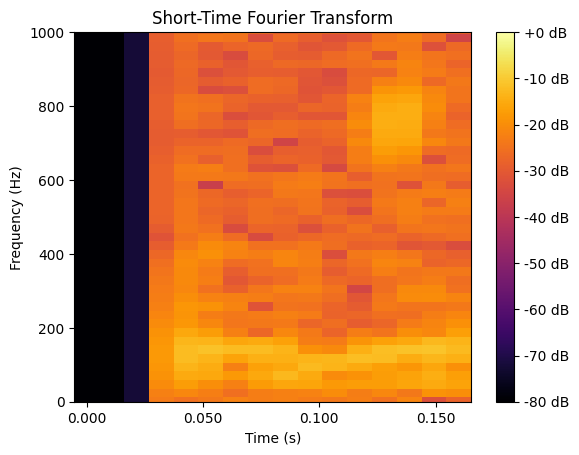 Short-Time Fourier Transform
1000
800
600
400
200
0
Frequency (Hz)
0.000
0.050
0.100
0.150
Time (s)
+0 dB
-10 dB
-20 dB
-30 dB
-40 dB
-50 dB
-60 dB
-70 dB
-80 dB